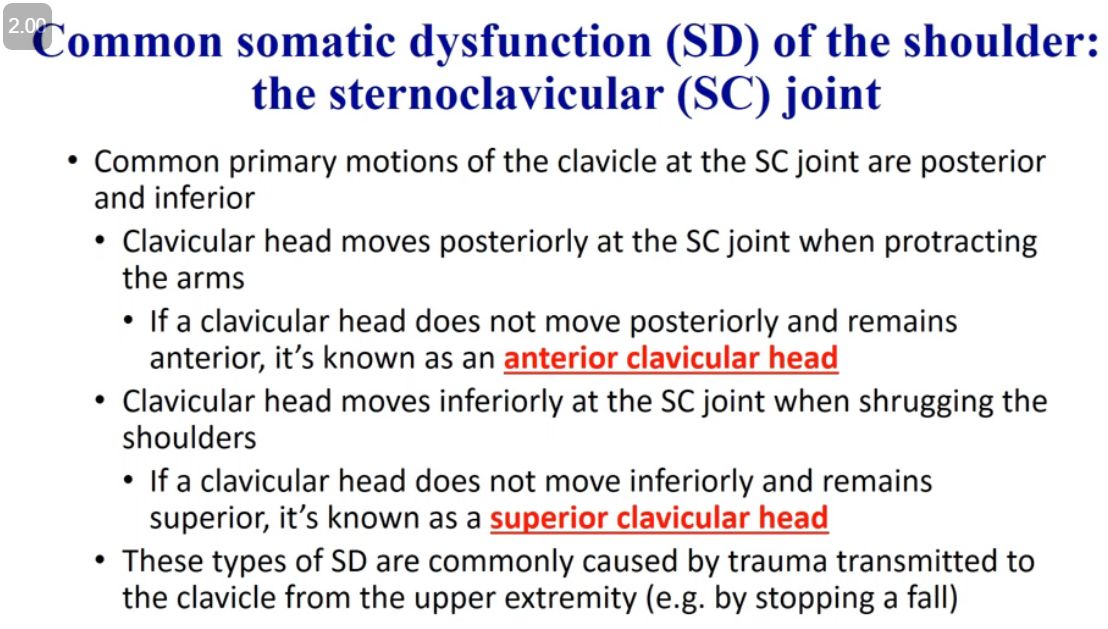 2.00
Common somatic dysfunction (SD) of the shoulder:
the sternoclavicular (SC) joint
• Common primary motions of the clavicle at the SC joint are posterior
and inferior
• Clavicular head moves posteriorly at the SC joint when protracting
the arms
• If a clavicular head does not move posteriorly and remains
anterior, it’s known as an anterior clavicular head
• Clavicular head moves inferiorly at the SC joint when shrugging the
shoulders
• If a clavicular head does not move inferiorly and remains
superior, it’s known as a superior clavicular head
• These types of SD are commonly caused by trauma transmitted to
the clavicle from the upper extremity (e.g. by stopping a fall)